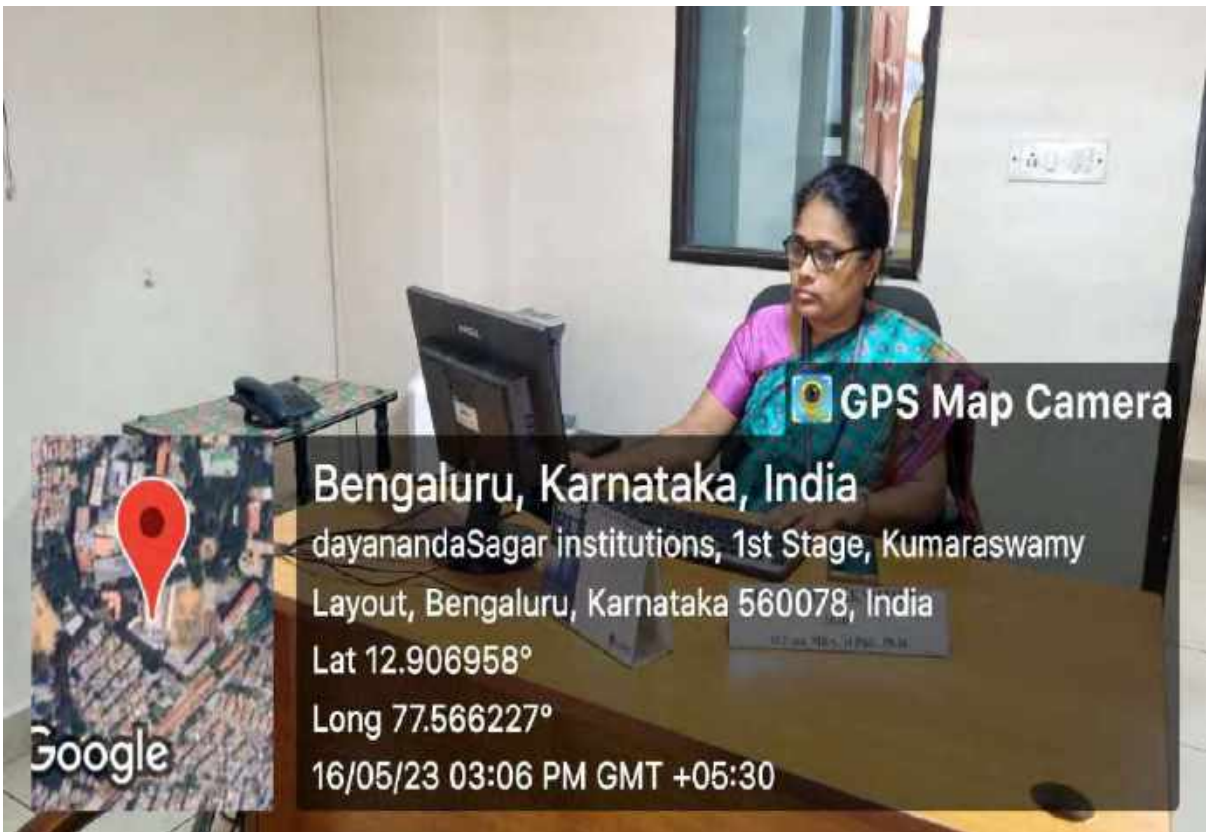 GPS Map Camera
Bengaluru, Karnataka, India
dayanandaSagar institutions, 1st Stage, Kumaraswamy
Layout, Bengaluru, Karnataka 560078, India
Lat 12.906958°
Long 77.566227°
16/05/23 03:06 PM GMT +05:30
Google